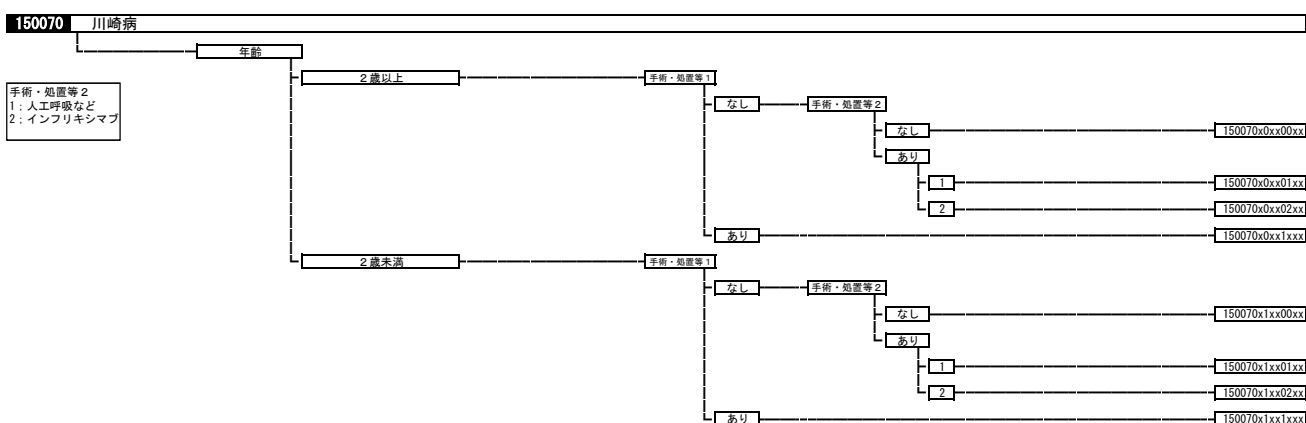 150070 川崎病
年齢
２歳以上 手術・処置等１
手術・処置等２
1；人工呼吸など
2；インフリキシマブ
なし 手術・処置等２
なし 150070x0xx00xx
あり
1 150070x0xx01xx
2 150070x0xx02xx
あり 150070x0xx1xxx
２歳未満 手術・処置等１
なし 手術・処置等２
なし 150070x1xx00xx
あり
1 150070x1xx01xx
2 150070x1xx02xx
あり 150070x1xx1xxx